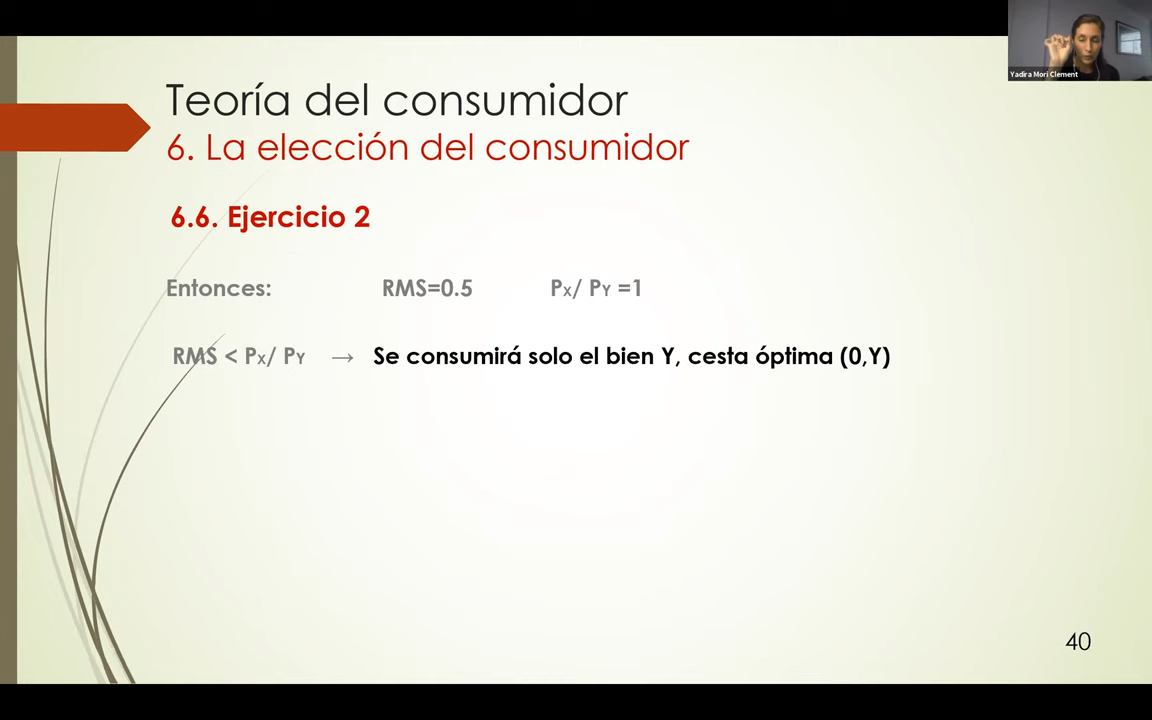 Yadira Mori Clement
Teoría del consumidor
6. La elección del consumidor
6.6. Ejercicio 2
Entonces: RMS=0.5 Px/ PY =1
RMS < Px/ PY → Se consumirá solo el bien Y, cesta óptima (0,Y)
40